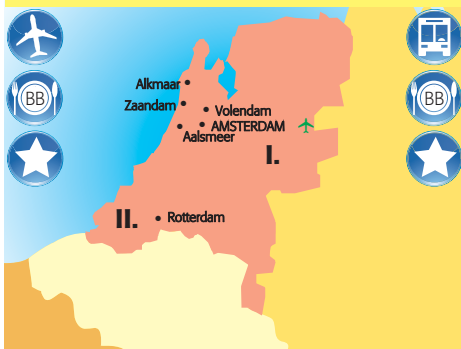 BB
BB
Alkmaar
Zaandam
Volendam
AMSTERDAM
Aalsmeer
I.
II.
Rotterdam